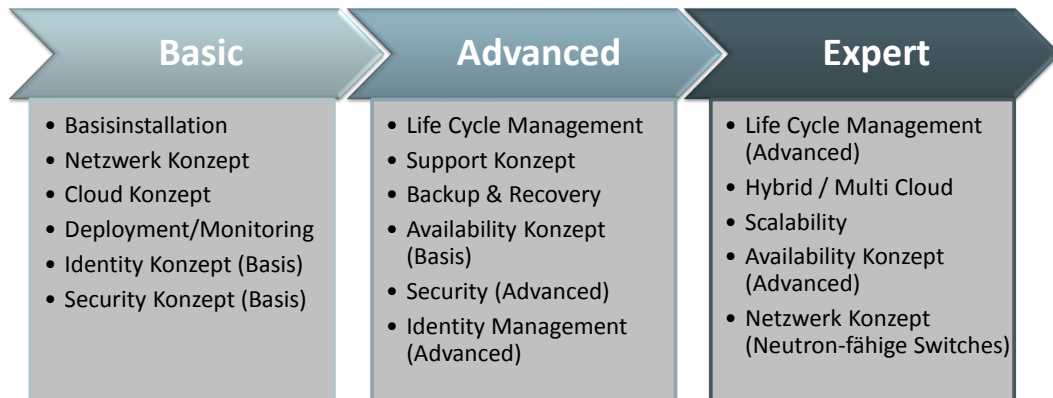 Basic
• Basisinstallation
• Netzwerk Konzept
• Cloud Konzept
• Deployment/Monitoring
• Identity Konzept (Basis)
• Security Konzept (Basis)
Advanced
• Life Cycle Management
• Support Konzept
• Backup & Recovery
• Availability Konzept
(Basis)
• Security (Advanced)
• Identity Management
(Advanced)
Expert
• Life Cycle Management
(Advanced)
• Hybrid / Multi Cloud
• Scalability
• Availability Konzept
(Advanced)
• Netzwerk Konzept
(Neutron-fähige Switches)